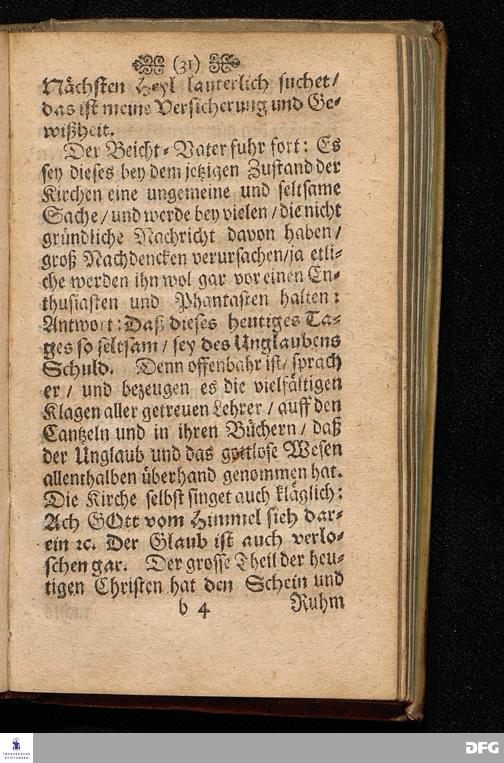 (31)
Nächsten Heyl lauterlich suchet/
das ist meine Versicherung und Ge-
wißheit.
Der Beicht-Vater fuhr fort: Es
sey dieses bey dem jetzigen Zustand der
Kirchen eine ungemeine und seltsame
Sache/ und werde bey vielen/ die nicht
gründliche Nachricht davon haben/
groß Nachdencken verursachen/ja etli-
che werden ihn wol gar vor einen En-
thusiasten und Phantasten halten:
Antwort: Daß dieses heutiges Ta-
ges so seltsam/ sey des Unglaubens
Schuld. Denn offenbahr ist/ sprach
er/ und bezeugen es die vielfältigen
Klagen aller getreuen Lehrer/ auff den
Cantzeln und in ihren Büchern/ daß
der Unglaub und das gottlose Wesen
allenthalben überhand genommen hat.
Die Kirche selbst singet auch kläglich:
Ach GOtt vom Himmel sieh dar-
ein ꝛc. Der Glaub ist auch verlo-
schen gar. Der grosse Theil der heu-
tigen Christen hat den Schein und
b 4 Ruhm
FRANCKESCHE
STIFTUNGEN
DFG